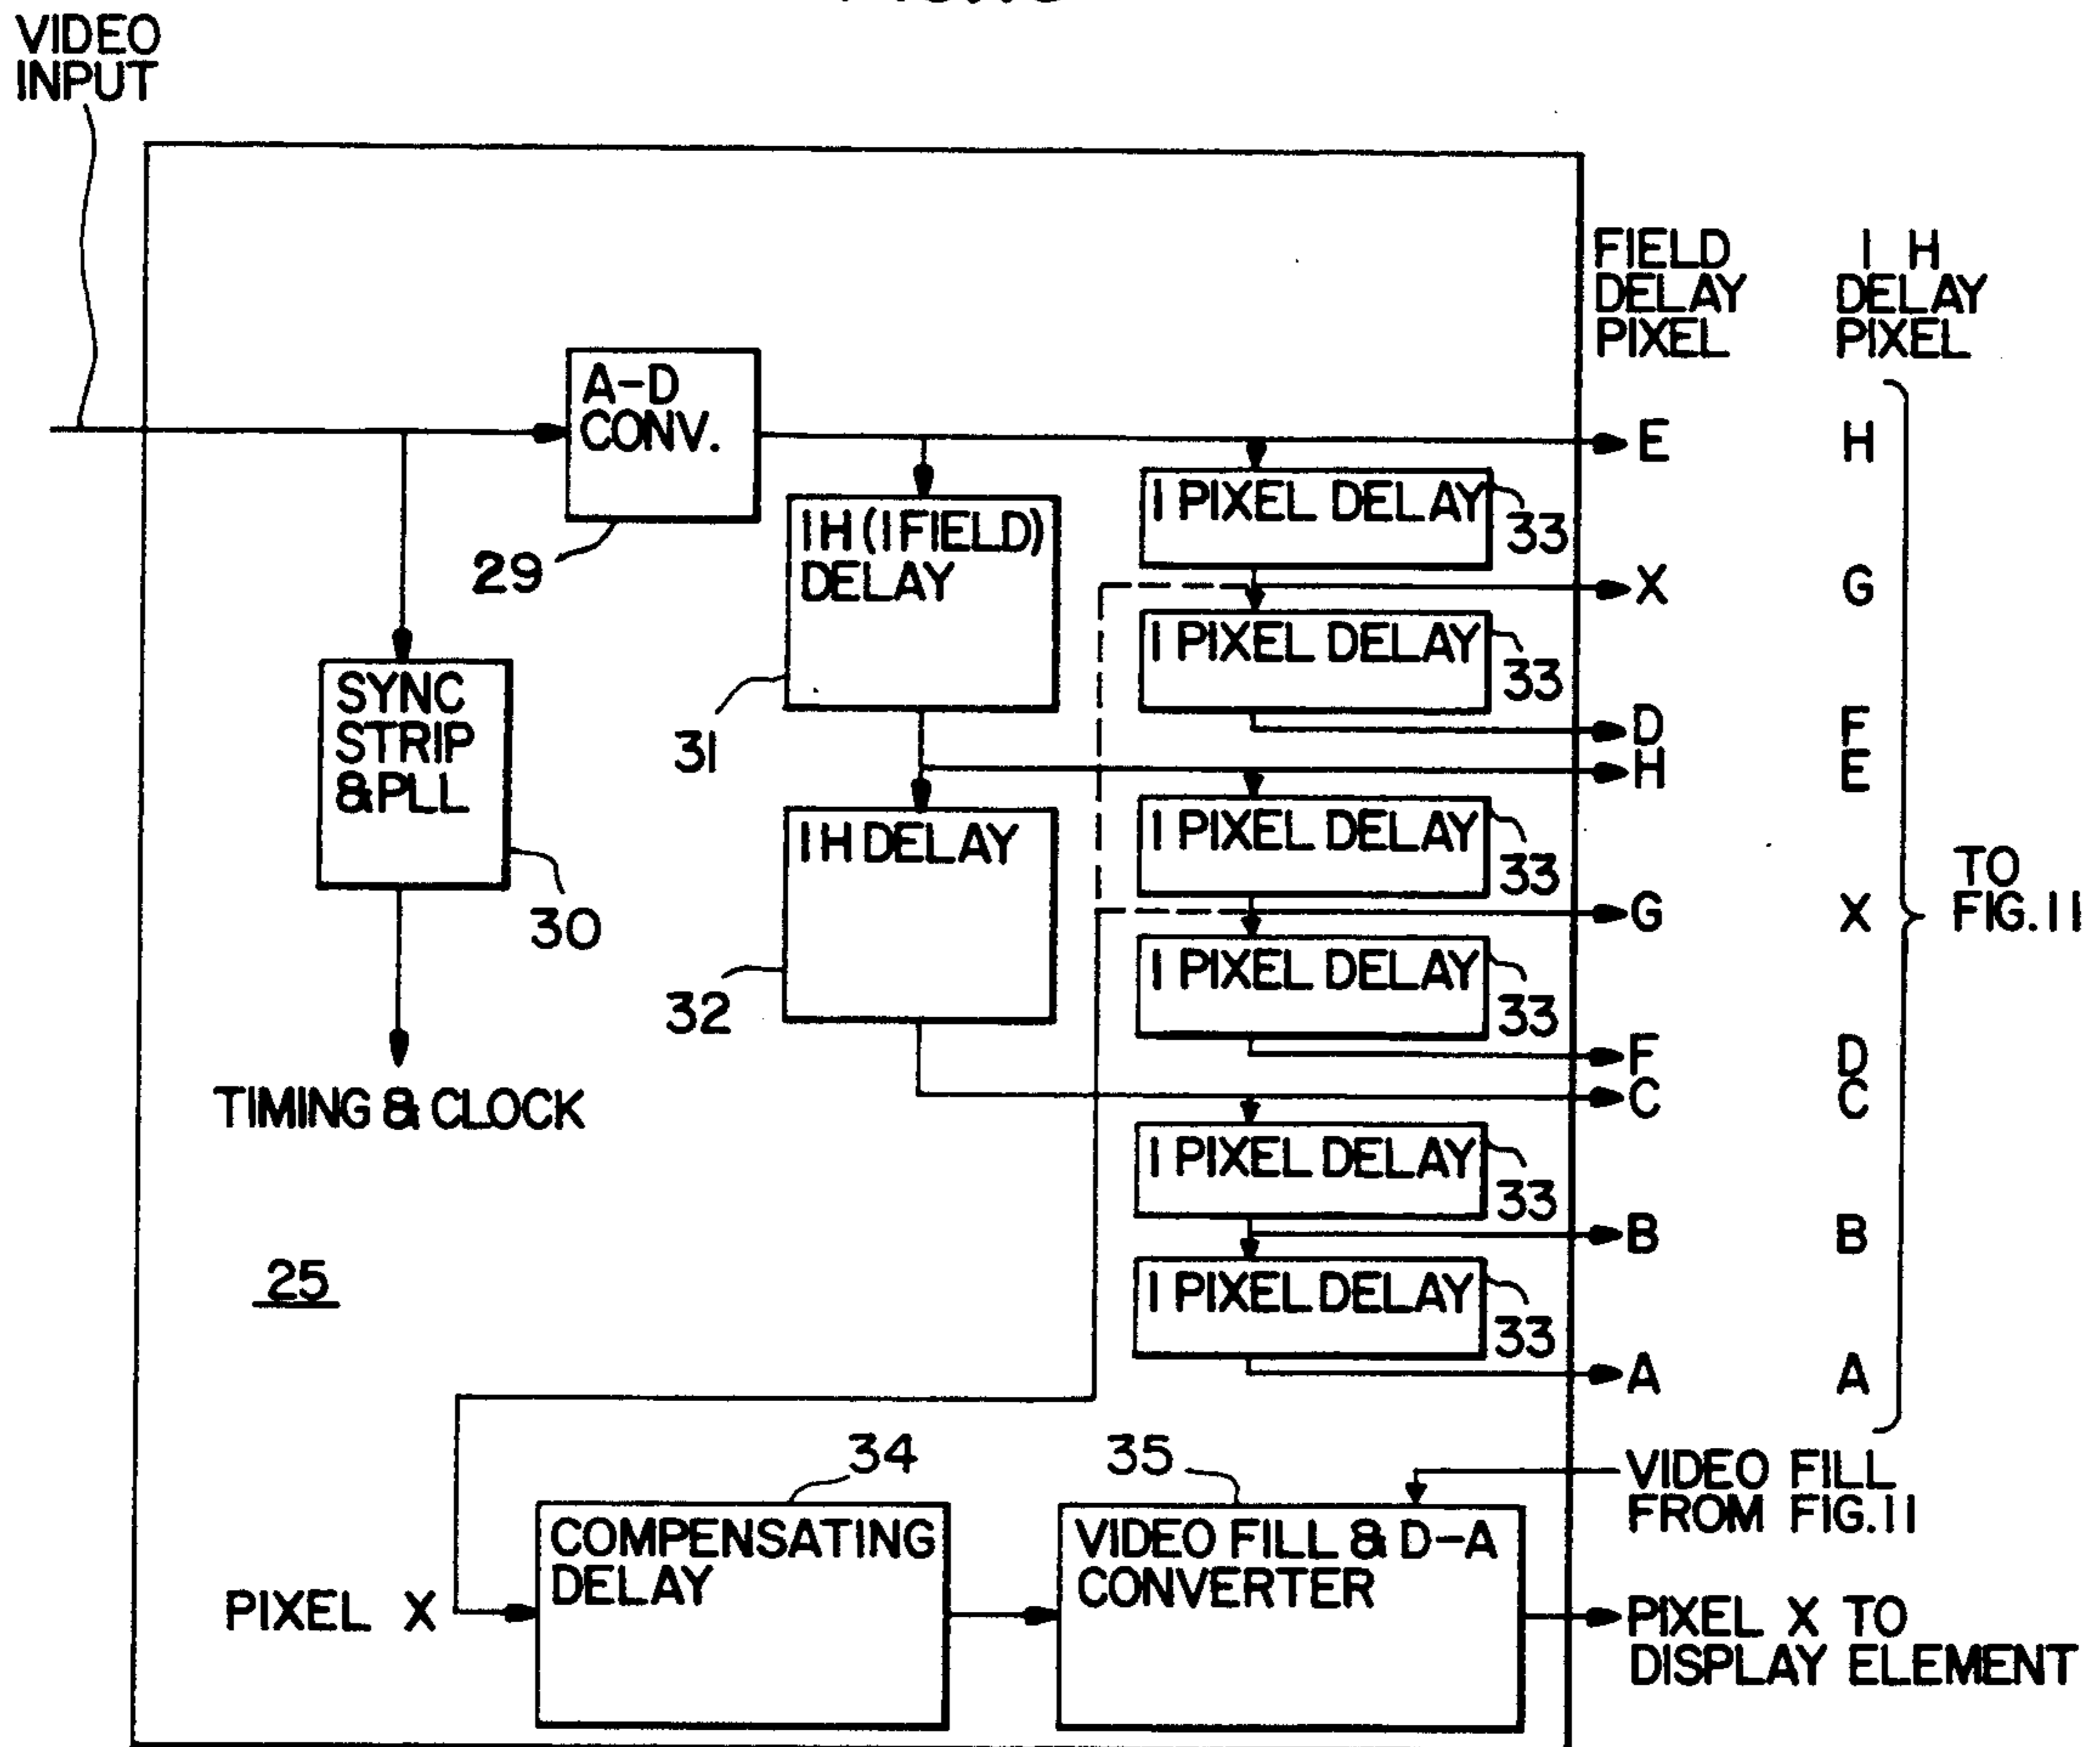 VIDEO
INPUT
FIELD
DELAY
PIXEL
I H
DELAY
PIXEL
A-D
CONV.
29
E
H
I PIXEL DELAY
33
IH (I FIELD)
DELAY
31
X
G
I PIXEL DELAY
33
SYNC
STRIP
& PLL
30
D
F
H
E
I PIXEL DELAY
33
IH DELAY
32
TO
FIG.11
G
X
I PIXEL DELAY
33
F
D
TIMING & CLOCK
C
C
I PIXEL DELAY
33
B
B
25
I PIXEL DELAY
33
A
A
34
35
VIDEO FILL
FROM FIG.11
COMPENSATING
DELAY
VIDEO FILL & D-A
CONVERTER
PIXEL X
PIXEL X TO
DISPLAY ELEMENT